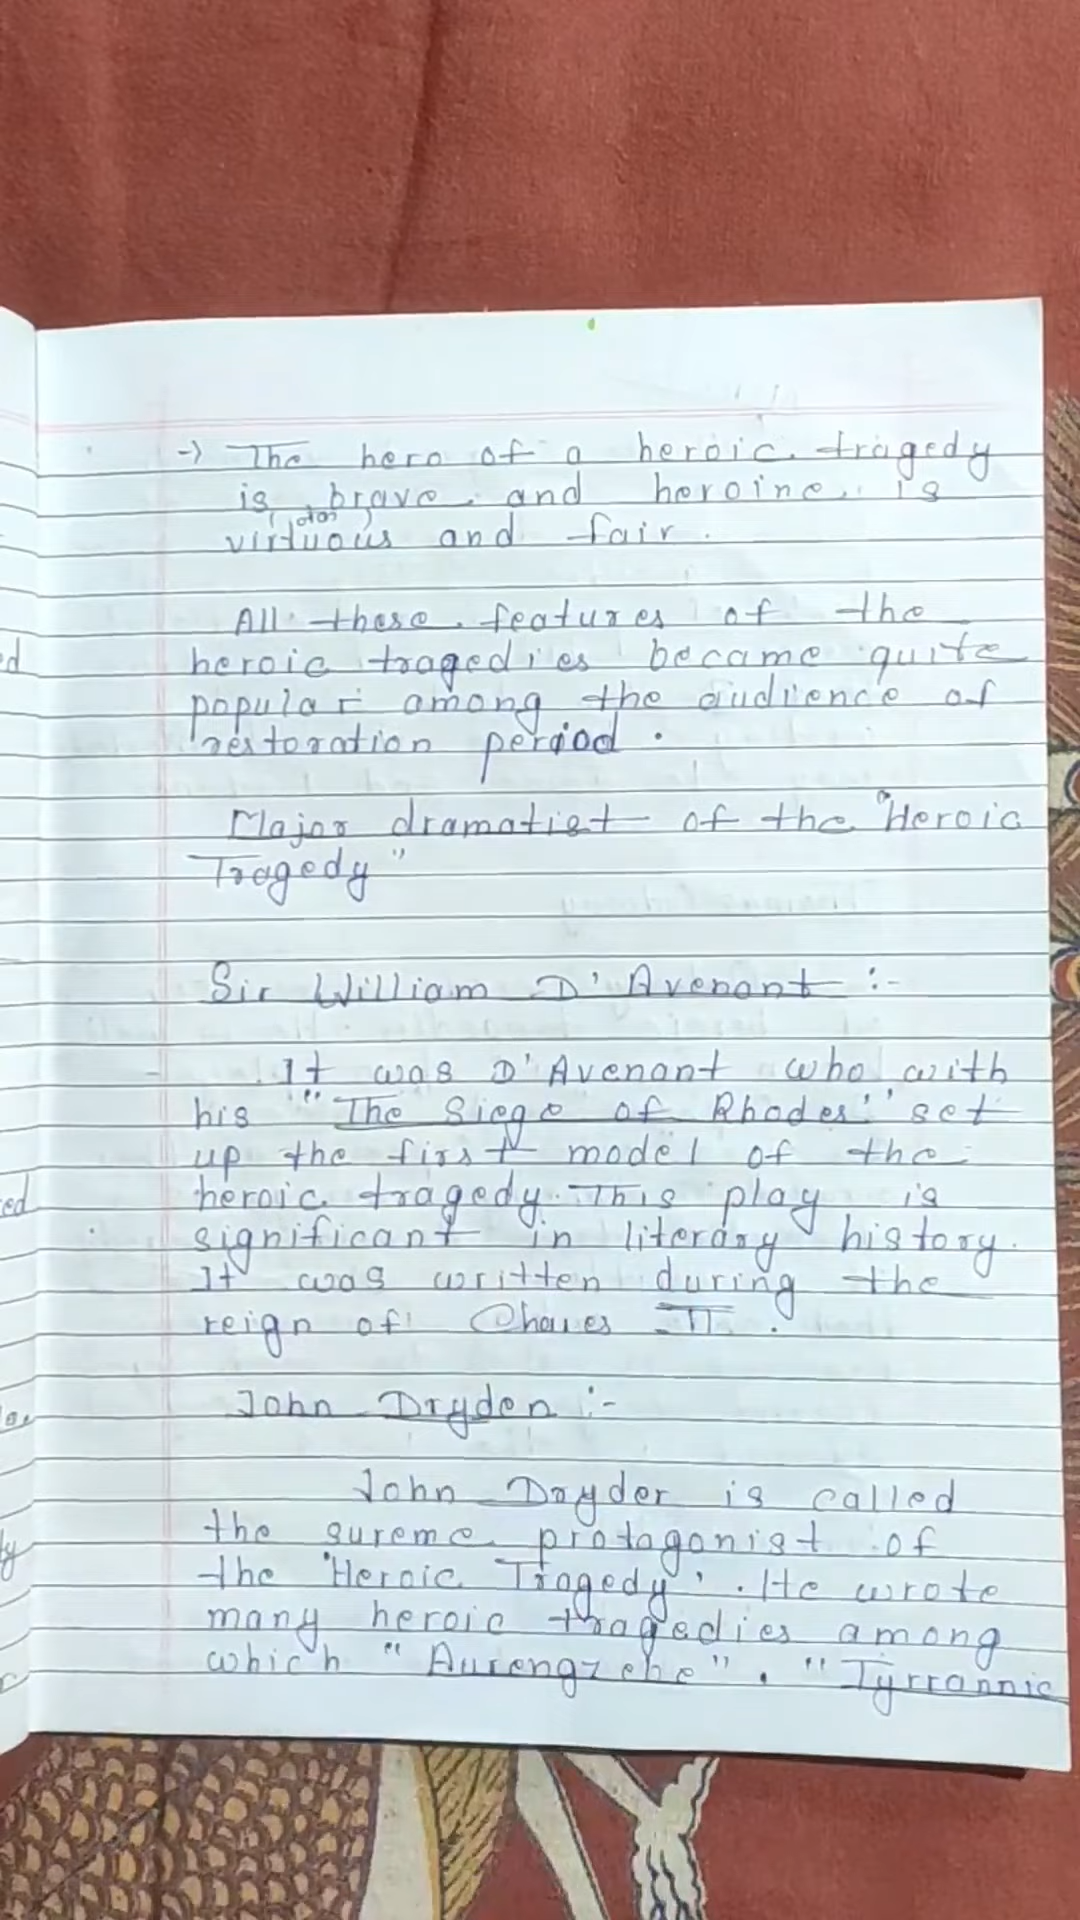 → The hero of a heroic tragedy
is brave and heroine is
virtuous and fair.
All these features of the
heroic tragedies became quite
popular among the audience of
restoration period.
Major dramatist of the "Heroic
Tragedy"
Sir William D'Avenant :-
It was D'Avenant who with
his "The Siege of Rhodes" set
up the first model of the
heroic tragedy. This play is
significant in literary history.
It was written during the
reign of Chales II.
John Dryden :-
John Dryder is called
the sureme protagonist of
the 'Heroic Tragedy'. He wrote
many heroic tragedies among
which "Aurengzebe". "Tyrrannic